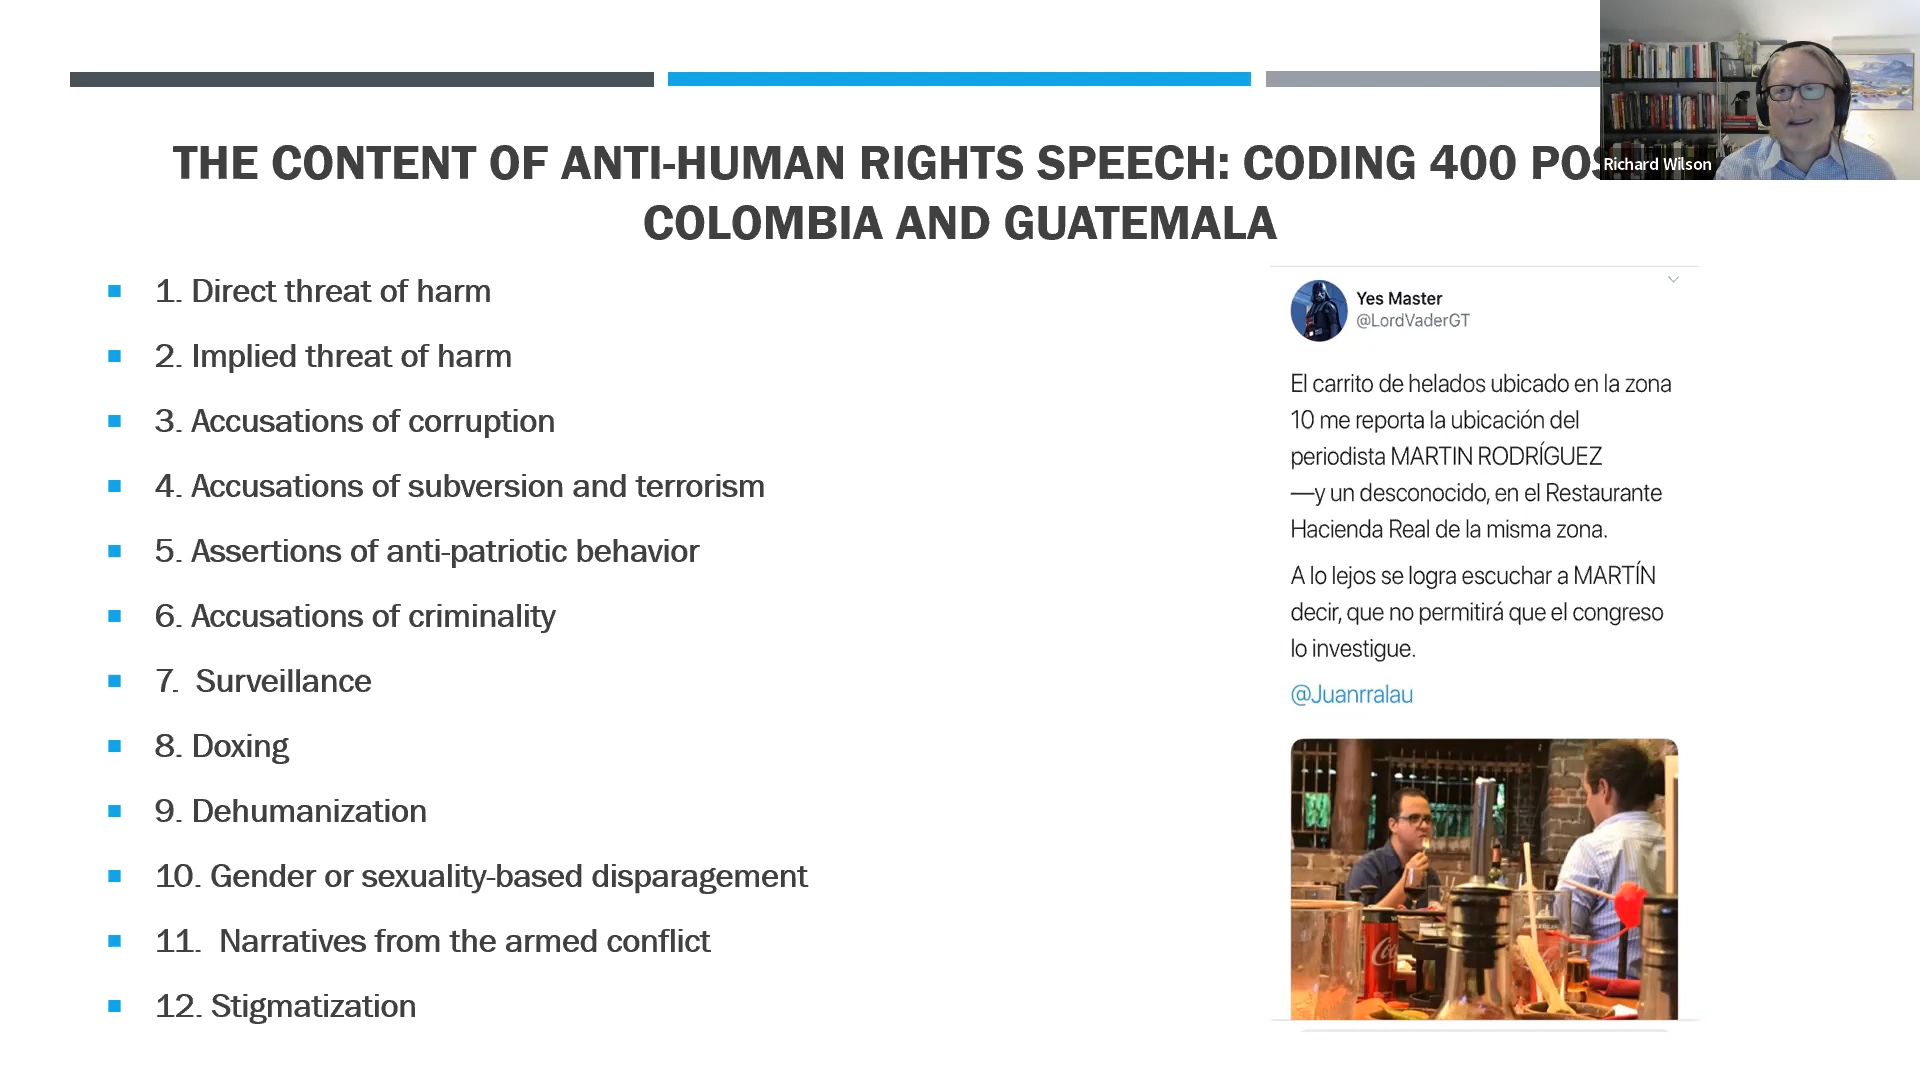 THE CONTENT OF ANTI-HUMAN RIGHTS SPEECH: CODING 400
COLOMBIA AND GUATEMALA
1. Direct threat of harm
2. Implied threat of harm
3. Accusations of corruption
4. Accusations of subversion and terrorism
5. Assertions of anti-patriotic behavior
6. Accusations of criminality
7. Surveillance
8. Doxing
9. Dehumanization
10. Gender or sexuality-based disparagement
11. Narratives from the armed conflict
12. Stigmatization
Richard Wilson
Yes Master
@LordVaderGT
El carrito de helados ubicado en la zona
10 me reporta la ubicación del
periodista MARTIN RODRÍGUEZ
—y un desconocido, en el Restaurante
Hacienda Real de la misma zona.
A lo lejos se logra escuchar a MARTÍN
decir, que no permitirá que el congreso
lo investigue.
@Juanrralau